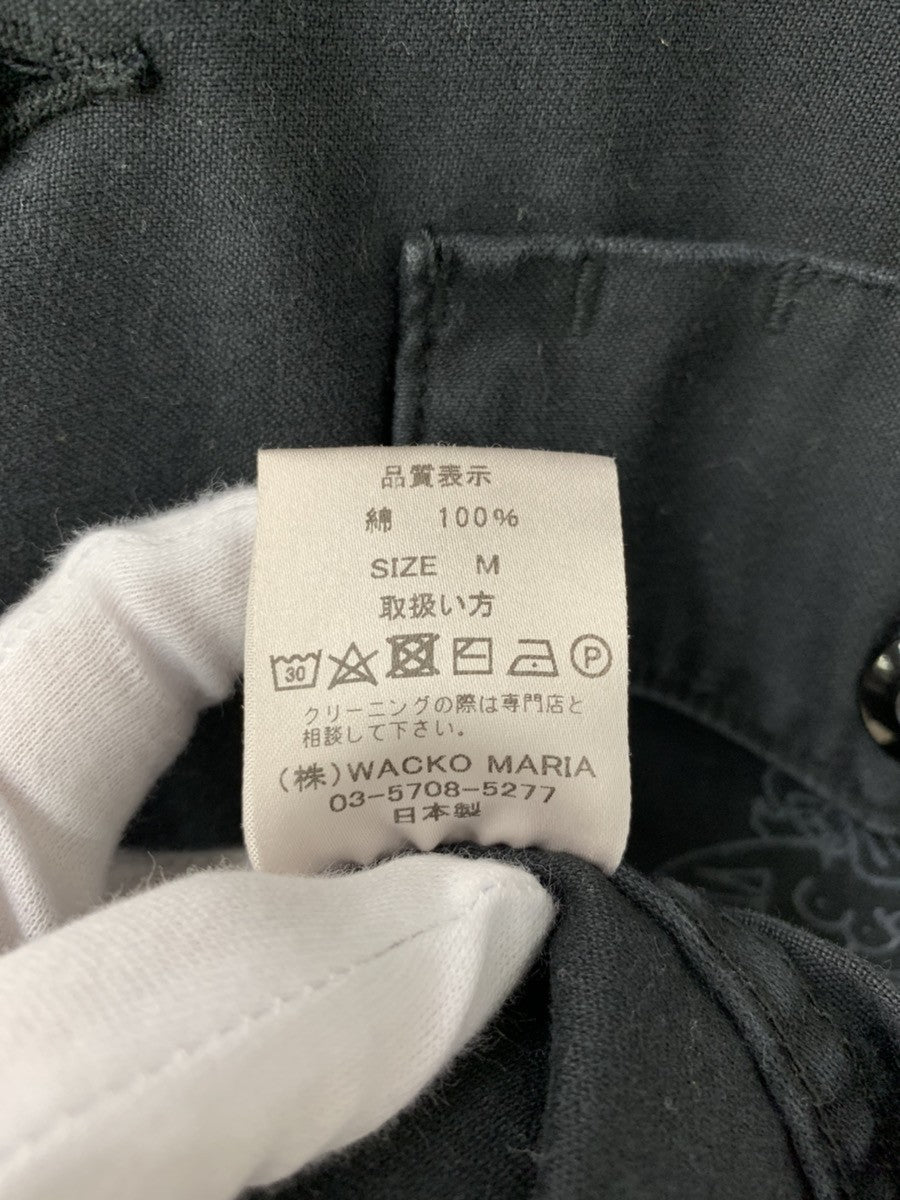 品質表示
綿 100%
SIZE M
取扱い方
30 P
クリーニングの際は専門店と
相談して下さい。
(株)WACKO MARIA
03-5708-5277
日本製